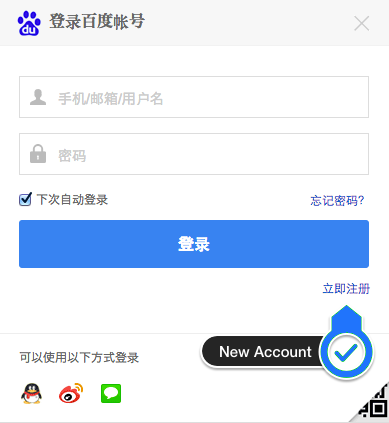 du 登录百度帐号
手机/邮箱/用户名
密码
下次自动登录 忘记密码?
登录
立即注册
New Account
可以使用以下方式登录